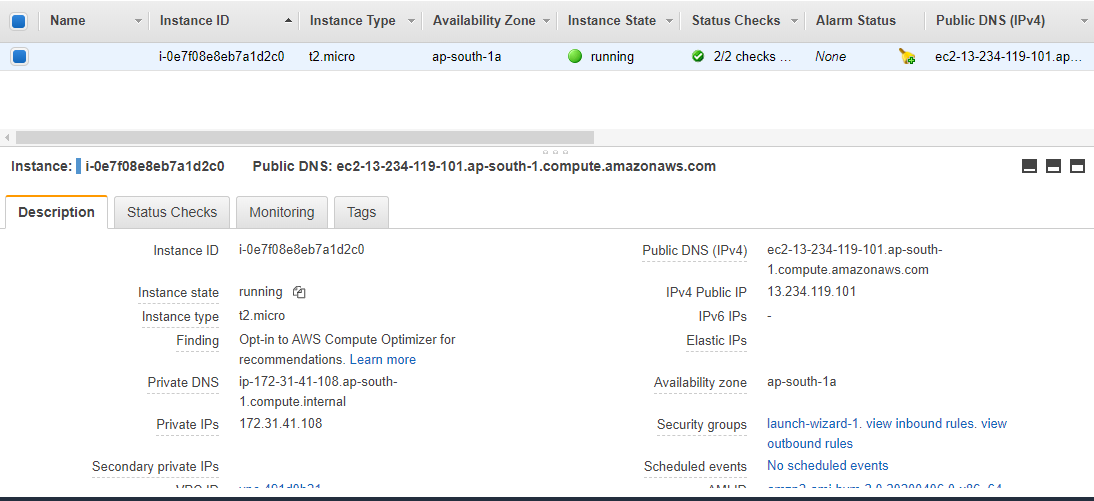 Name Instance ID Instance Type Availability Zone Instance State Status Checks Alarm Status Public DNS (IPv4)
i-0e7f08e8eb7a1d2c0 t2.micro ap-south-1a running 2/2 checks ... None ec2-13-234-119-101.ap...
Instance: i-0e7f08e8eb7a1d2c0 Public DNS: ec2-13-234-119-101.ap-south-1.compute.amazonaws.com
Description Status Checks Monitoring Tags
Instance ID i-0e7f08e8eb7a1d2c0 Public DNS (IPv4) ec2-13-234-119-101.ap-south-
1.compute.amazonaws.com
Instance state running IPv4 Public IP 13.234.119.101
Instance type t2.micro IPv6 IPs -
Finding Opt-in to AWS Compute Optimizer for Elastic IPs
recommendations. Learn more
Private DNS ip-172-31-41-108.ap-south- Availability zone ap-south-1a
1.compute.internal
Private IPs 172.31.41.108 Security groups launch-wizard-1. view inbound rules. view
outbound rules
Secondary private IPs Scheduled events No scheduled events
VPC ID AMI ID